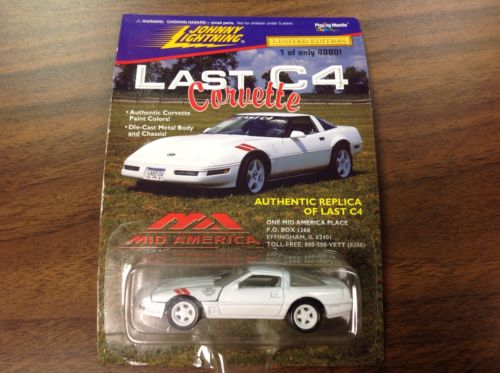 WARNING: CHOKING HAZARD - small parts. Not for children under 3 years.
JOHNNY
LIGHTNING
Playing Mantis
LIMITED EDITION
1 of only 4800!
LAST C4
Corvette
• Authentic Corvette
Paint Colors!
• Die-Cast Metal Body
and Chassis!
LAST C4
AUTHENTIC REPLICA
OF LAST C4
MID AMERICA
ONE MID AMERICA PLACE
P.O. BOX 1368
EFFINGHAM, IL 62401
TOLL-FREE: 800-500-VETT (8388)